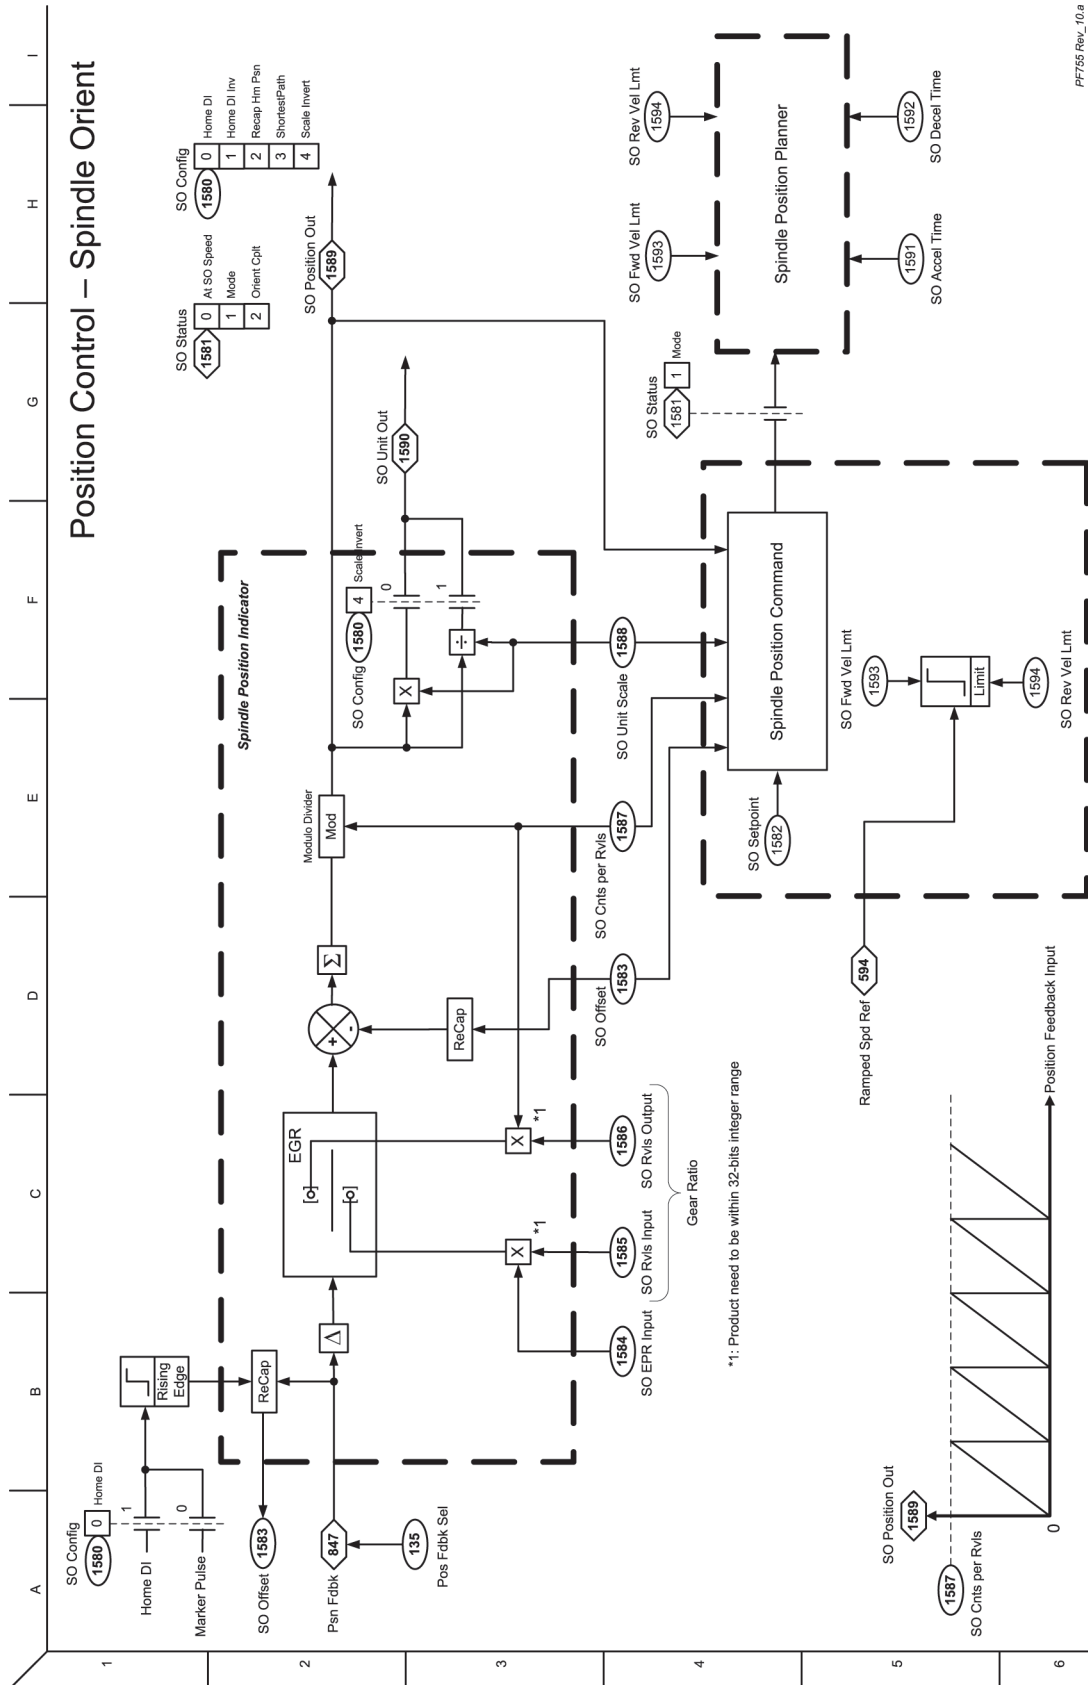 Position Control – Spindle Orient
A
B
C
D
E
F
G
H
I
1
2
3
4
5
6
SO Config
1580
0
Home DI
Home DI
1
Marker Pulse
0
Rising
Edge
SO Offset
1583
ReCap
Psn Fdbk
847
Pos Fdbk Sel
135
Δ
EGR
[o]
[o]
+
-
Σ
ReCap
Modulo Divider
Mod
Spindle Position Indicator
SO Config
1580
4
Scale Invert
X
0
÷
1
SO Unit Out
1590
SO Position Out
1589
SO Status
1581
0
At SO Speed
1
Mode
2
Orient Cplt
SO Config
1580
0
Home DI
1
Home DI Inv
2
Recap Hm Psn
3
ShortestPath
4
Scale Invert
X
*1
X
*1
SO EPR Input
1584
SO Rvls Input
1585
SO Rvls Output
1586
Gear Ratio
SO Offset
1583
SO Cnts per Rvls
1587
SO Unit Scale
1588
*1: Product need to be within 32-bits integer range
SO Setpoint
1582
Spindle Position Command
SO Status
1581
1
Mode
SO Fwd Vel Lmt
1593
SO Rev Vel Lmt
1594
Spindle Position Planner
SO Accel Time
1591
SO Decel Time
1592
Ramped Spd Ref
594
SO Fwd Vel Lmt
1593
Limit
1594
SO Rev Vel Lmt
SO Position Out
1589
1587
SO Cnts per Rvls
0
Position Feedback Input
PF755 Rev_10.a